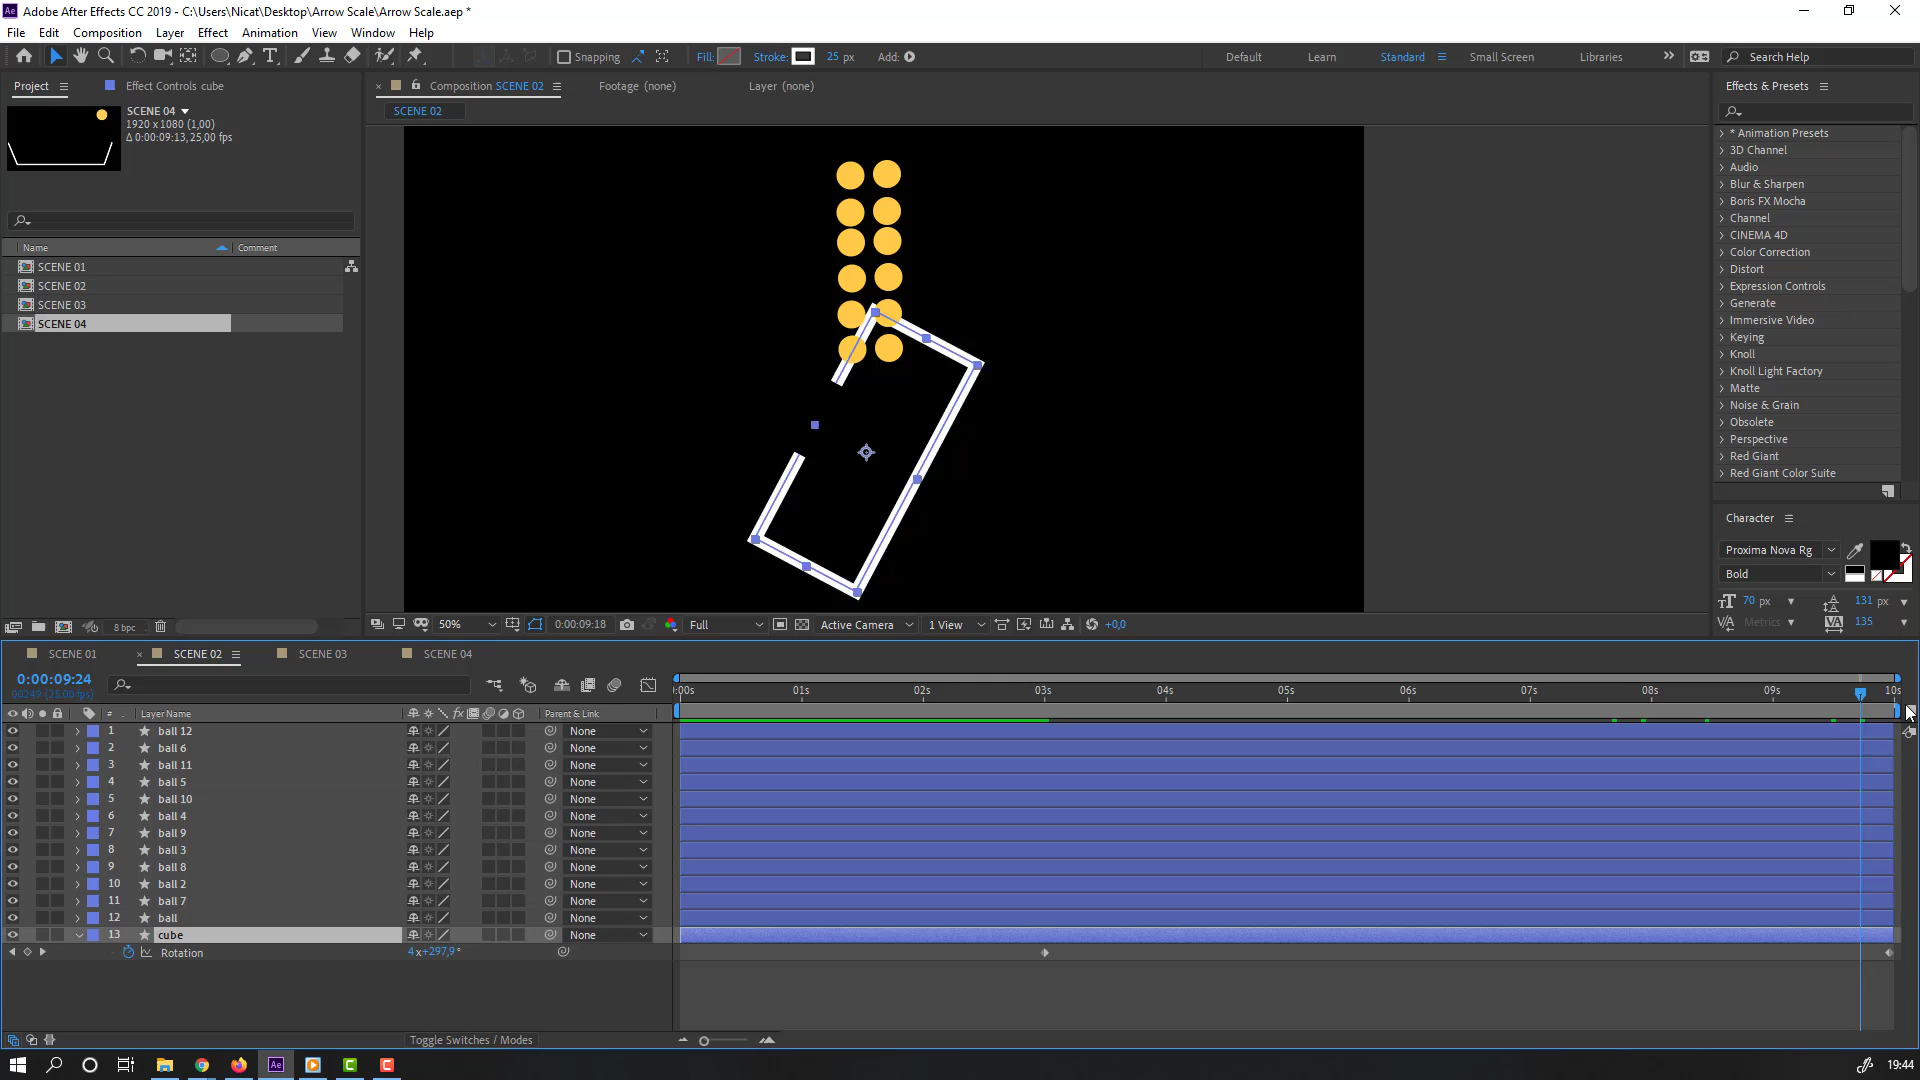 Adobe After Effects CC 2019 - C:\Users\Nicat\Desktop\Arrow Scale\Arrow Scale.aep *
File Edit Composition Layer Effect Animation View Window Help
Snapping Fill: Stroke: 25 px Add: Default Learn Standard Small Screen Libraries Search Help
Project Effect Controls cube
Composition SCENE 02 Footage (none) Layer (none)
Effects & Presets
SCENE 04
1920 x 1080 (1,00)
Δ 0:00:09:13, 25,00 fps
SCENE 02
* Animation Presets
3D Channel
Audio
Blur & Sharpen
Boris FX Mocha
Channel
CINEMA 4D
Color Correction
Distort
Expression Controls
Generate
Immersive Video
Keying
Knoll
Knoll Light Factory
Matte
Noise & Grain
Obsolete
Perspective
Red Giant
Red Giant Color Suite
Name Comment
SCENE 01
SCENE 02
SCENE 03
SCENE 04
Character
Proxima Nova Rg
Bold
70 px 131 px
Metrics 135
8 bpc
50% 0:00:09:18 Full Active Camera 1 View +0,0
SCENE 01 SCENE 02 SCENE 03 SCENE 04
0:00:09:24
00249 (25.00 fps)
:00s 01s 02s 03s 04s 05s 06s 07s 08s 09s 10s
# Layer Name fx Parent & Link
1 ball 12 None
2 ball 6 None
3 ball 11 None
4 ball 5 None
5 ball 10 None
6 ball 4 None
7 ball 9 None
8 ball 3 None
9 ball 8 None
10 ball 2 None
11 ball 7 None
12 ball None
13 cube None
Rotation 4x+297,9°
Toggle Switches / Modes
Ae
19:44